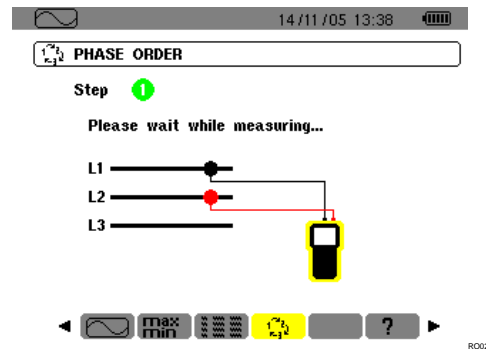 14/11/05 13:38
PHASE ORDER
Step 1
Please wait while measuring...
L1
L2
L3
max
min
?